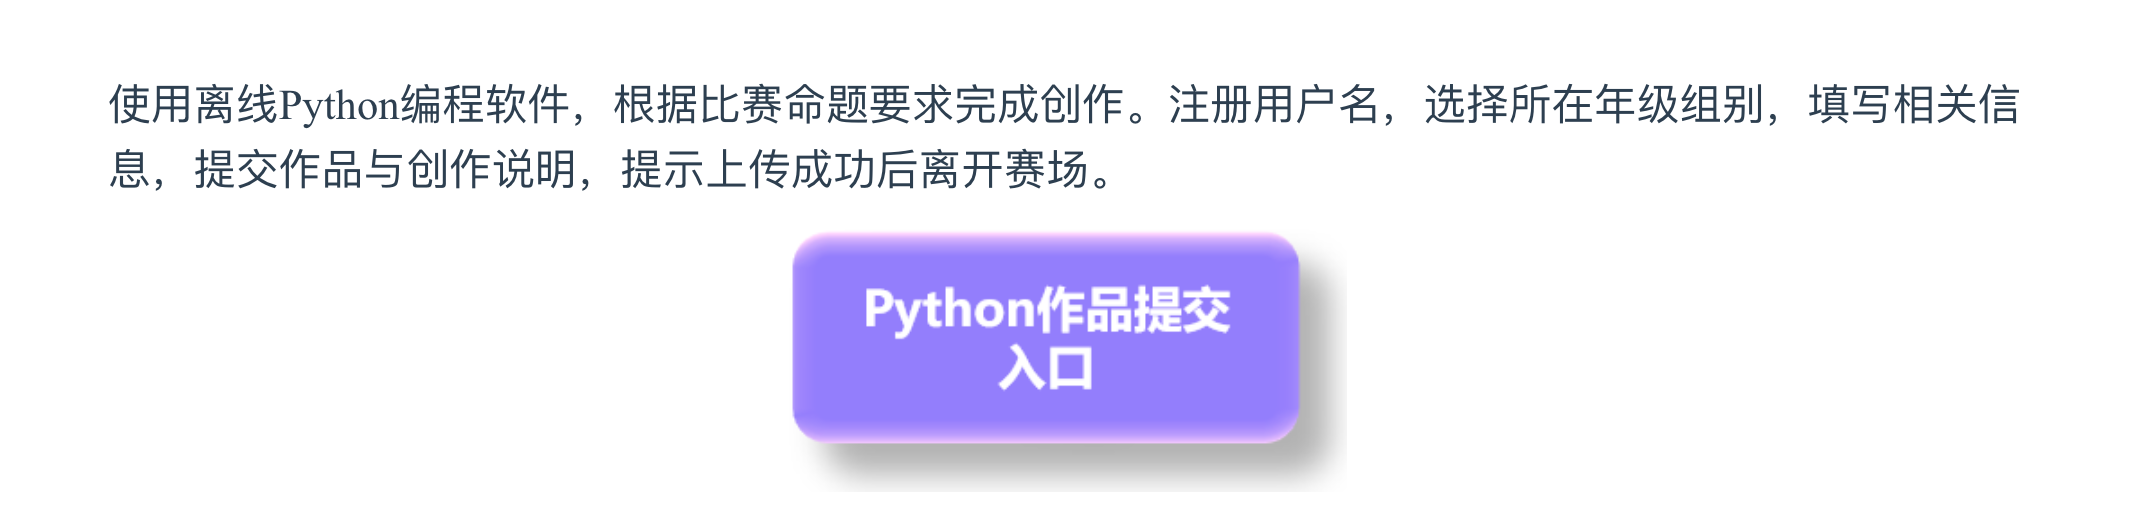 使用离线Python编程软件，根据比赛命题要求完成创作。注册用户名，选择所在年级组别，填写相关信
息，提交作品与创作说明，提示上传成功后离开赛场。
Python作品提交
入口